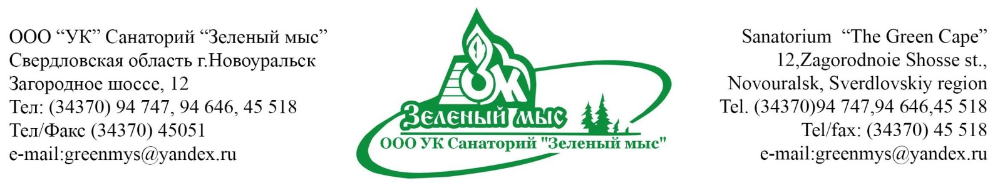 ООО “УК” Санаторий “Зеленый мыс”
Свердловская область г.Новоуральск
Загородное шоссе, 12
Тел: (34370) 94 747, 94 646, 45 518
Тел/Факс (34370) 45051
e-mail:greenmys@yandex.ru
ЗМ
Зеленый мыс
ООО УК Санаторий "Зеленый мыс"
Sanatorium “The Green Cape”
12,Zagorodnoie Shosse st.,
Novouralsk, Sverdlovskiy region
Tel. (34370)94 747,94 646,45 518
Tel/fax: (34370) 45 518
e-mail:greenmys@yandex.ru